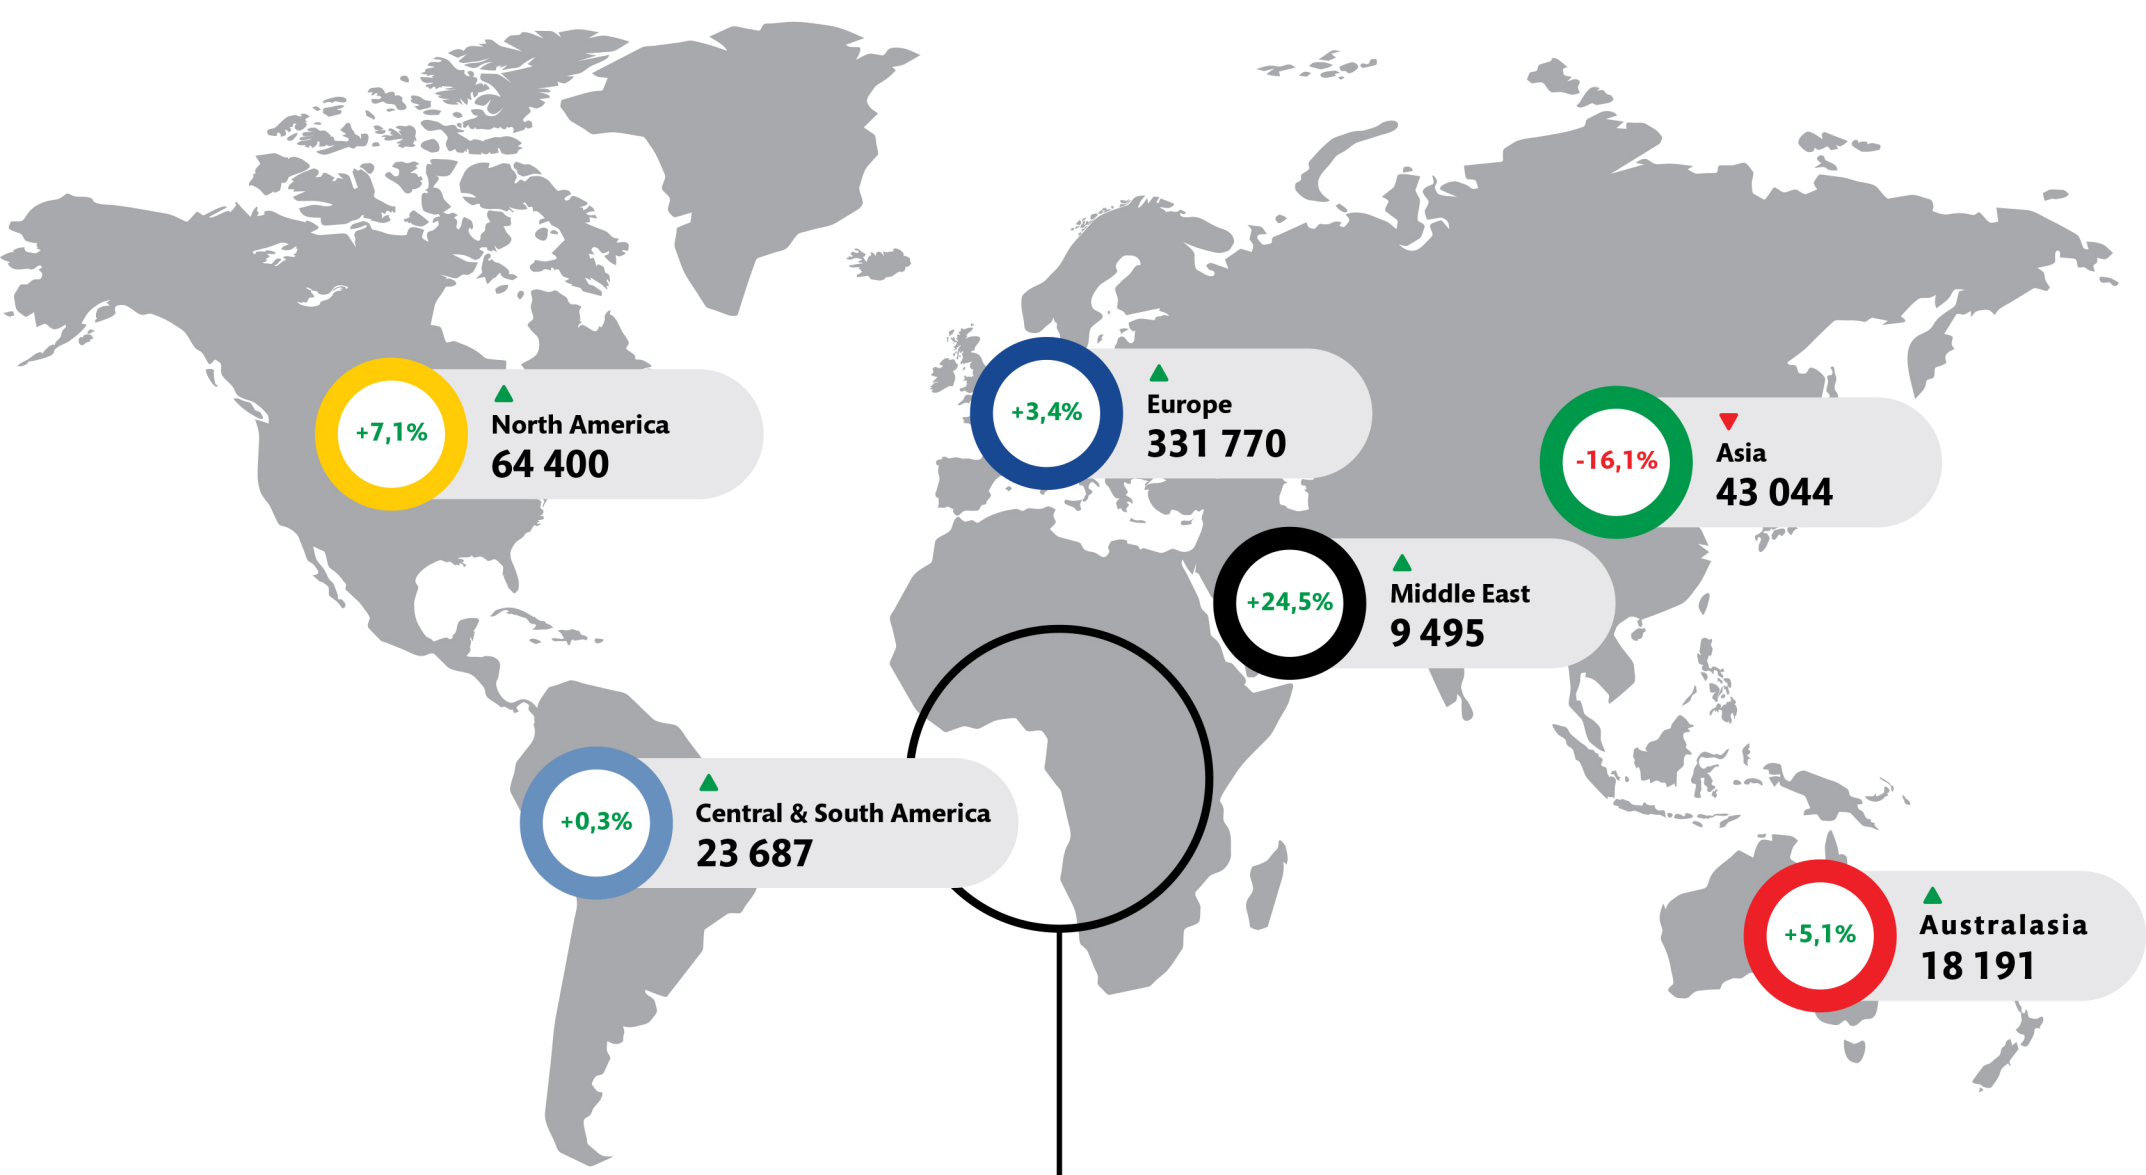 +7,1%
North America
64 400
+3,4%
Europe
331 770
-16,1%
Asia
43 044
+24,5%
Middle East
9 495
+0,3%
Central & South America
23 687
+5,1%
Australasia
18 191